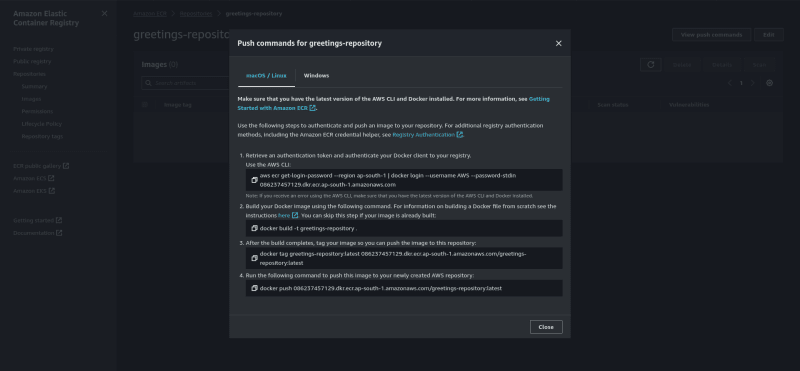 Amazon Elastic
Container Registry
Amazon ECR > Repositories > greetings-repository
greetings-reposito
View push commands
Edit
Private registry
Public registry
Repositories
Summary
Images
Permissions
Lifecycle Policy
Repository tags
ECR public gallery
Amazon ECS
Amazon EKS
Getting started
Documentation
Images (0)
Image tag
1
Scan status
Vulnerabilities
Push commands for greetings-repository
macOS / Linux
Windows
Make sure that you have the latest version of the AWS CLI and Docker installed. For more information, see Getting
Started with Amazon ECR.
Use the following steps to authenticate and push an image to your repository. For additional registry authentication
methods, including the Amazon ECR credential helper, see Registry Authentication.
1. Retrieve an authentication token and authenticate your Docker client to your registry.
Use the AWS CLI:
aws ecr get-login-password --region ap-south-1 | docker login --username AWS --password-stdin
086237457129.dkr.ecr.ap-south-1.amazonaws.com
Note: If you receive an error using the AWS CLI, make sure that you have the latest version of the AWS CLI and Docker installed.
2. Build your Docker image using the following command. For information on building a Docker file from scratch see the
instructions here. You can skip this step if your image is already built:
docker build -t greetings-repository .
3. After the build completes, tag your image so you can push the image to this repository:
docker tag greetings-repository:latest 086237457129.dkr.ecr.ap-south-1.amazonaws.com/greetings-
repository:latest
4. Run the following command to push this image to your newly created AWS repository:
docker push 086237457129.dkr.ecr.ap-south-1.amazonaws.com/greetings-repository:latest
Close